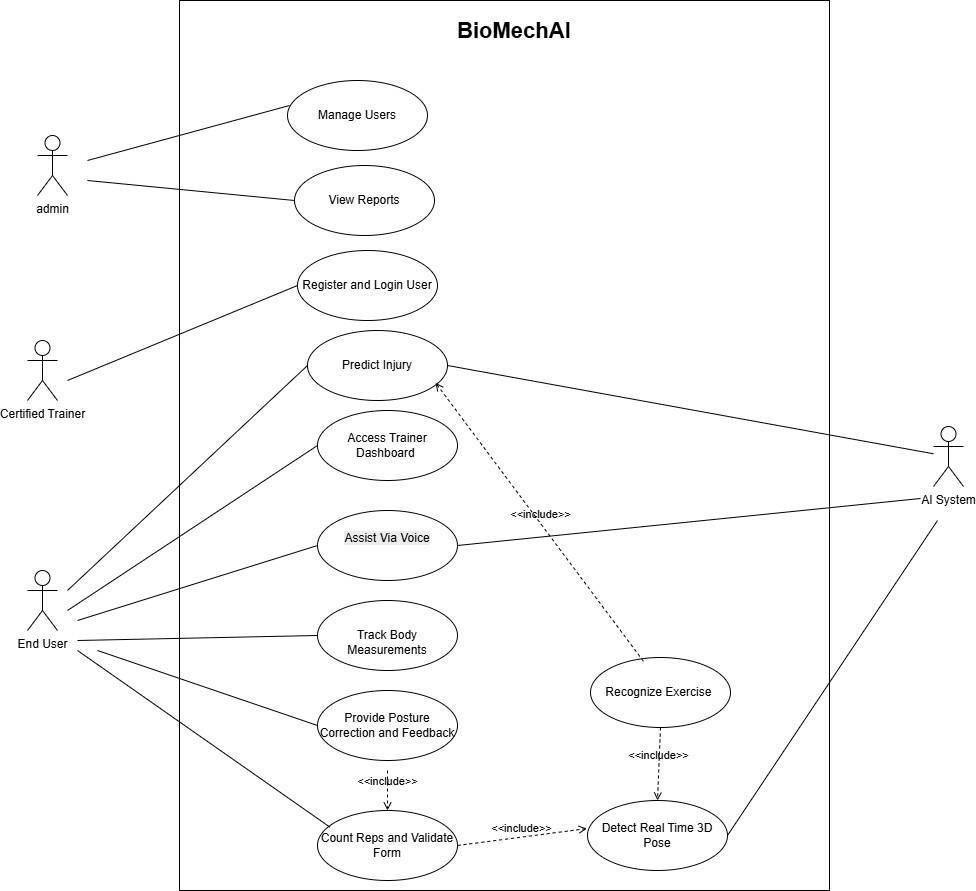 BioMechAI
Manage Users
admin
View Reports
Register and Login User
Certified Trainer
Predict Injury
Access Trainer
Dashboard
AI System
<<include>>
Assist Via Voice
End User
Track Body
Measurements
Recognize Exercise
Provide Posture
Correction and Feedback
<<include>>
<<include>>
Count Reps and Validate
Form
<<include>>
Detect Real Time 3D
Pose